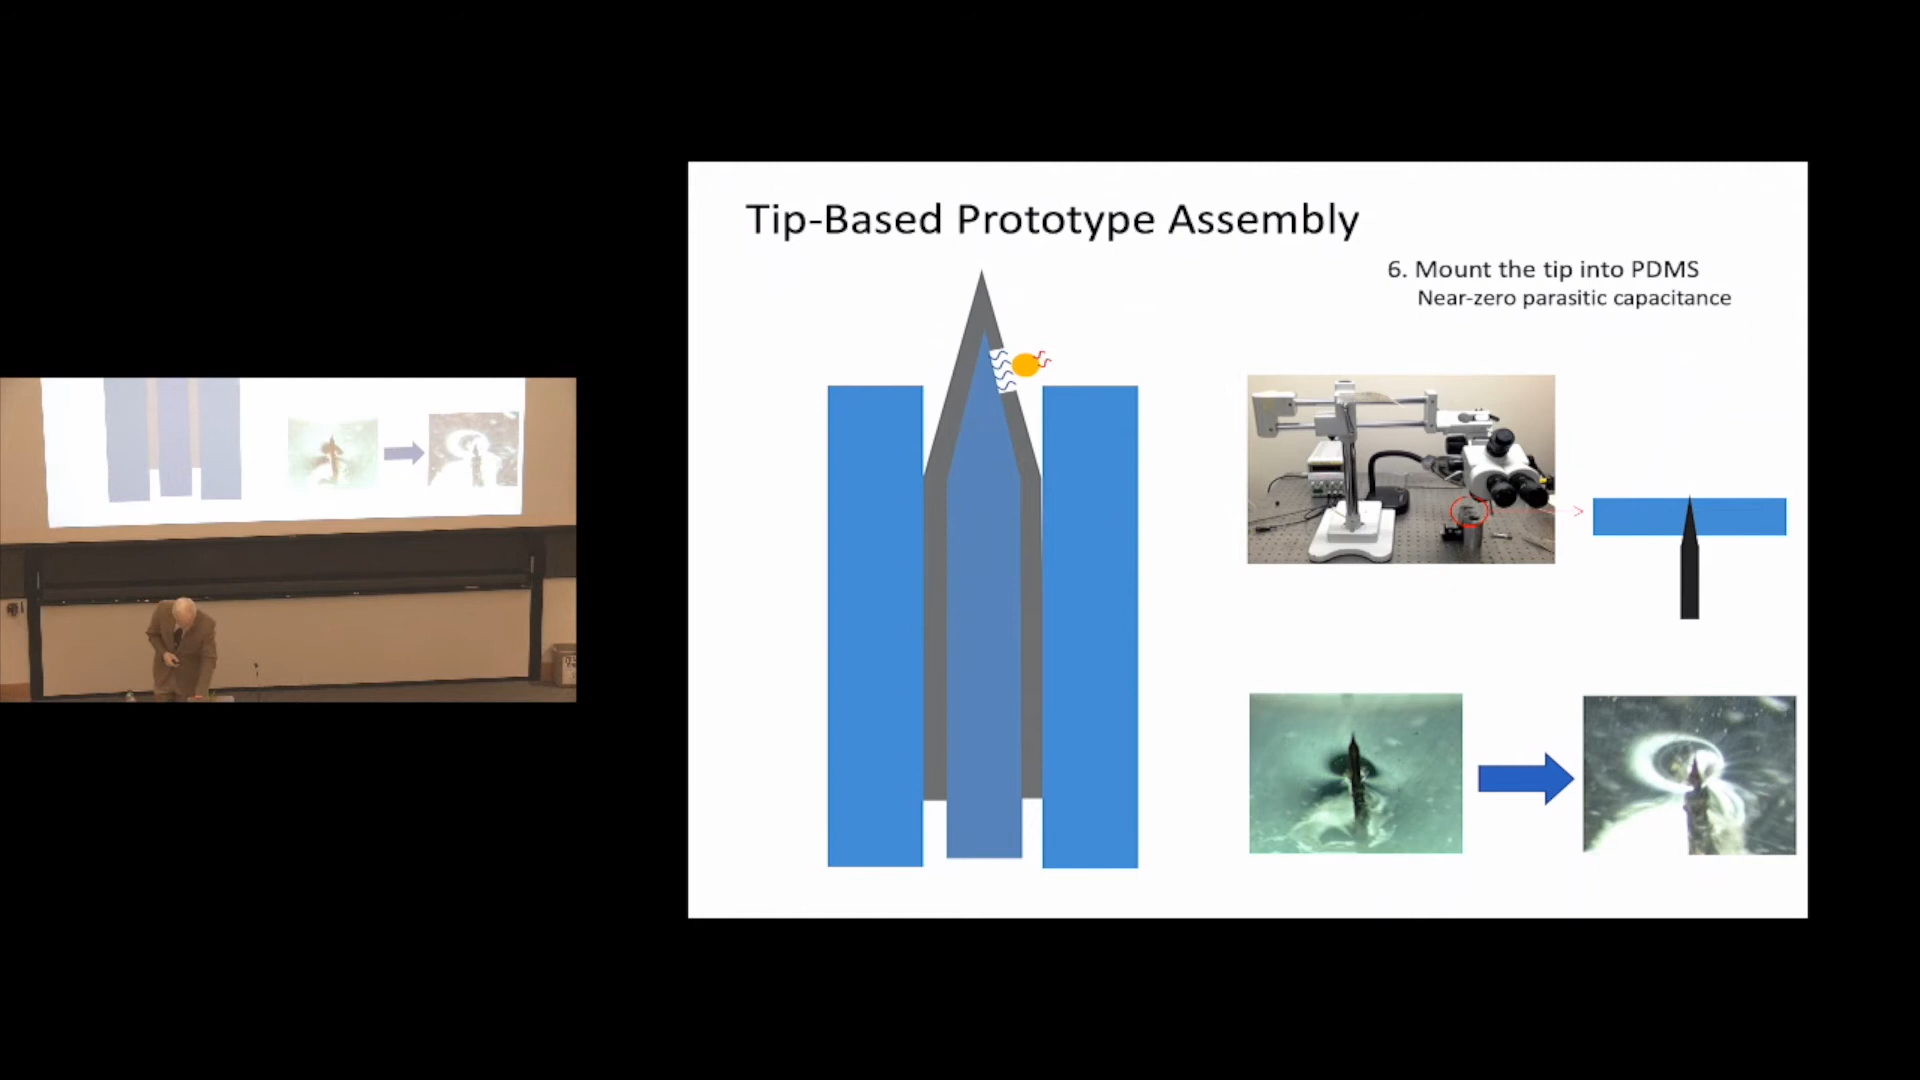 Tip-Based Prototype Assembly
6. Mount the tip into PDMS
Near-zero parasitic capacitance